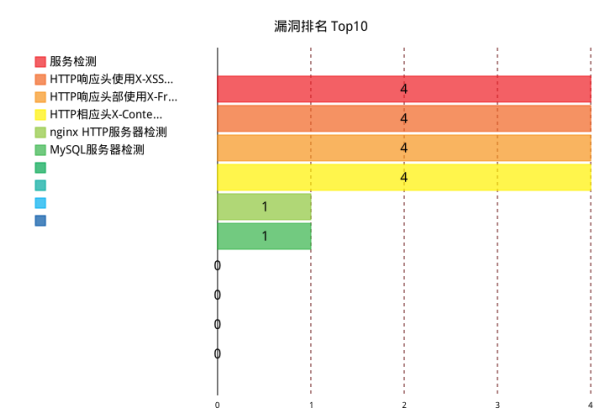 漏洞排名 Top10
服务检测
HTTP响应头使用X-XSS...
HTTP响应头部使用X-Fr...
HTTP相应头X-Conte...
nginx HTTP服务器检测
MySQL服务器检测
4
4
4
4
1
1
0
0
0
0
0 1 2 3 4